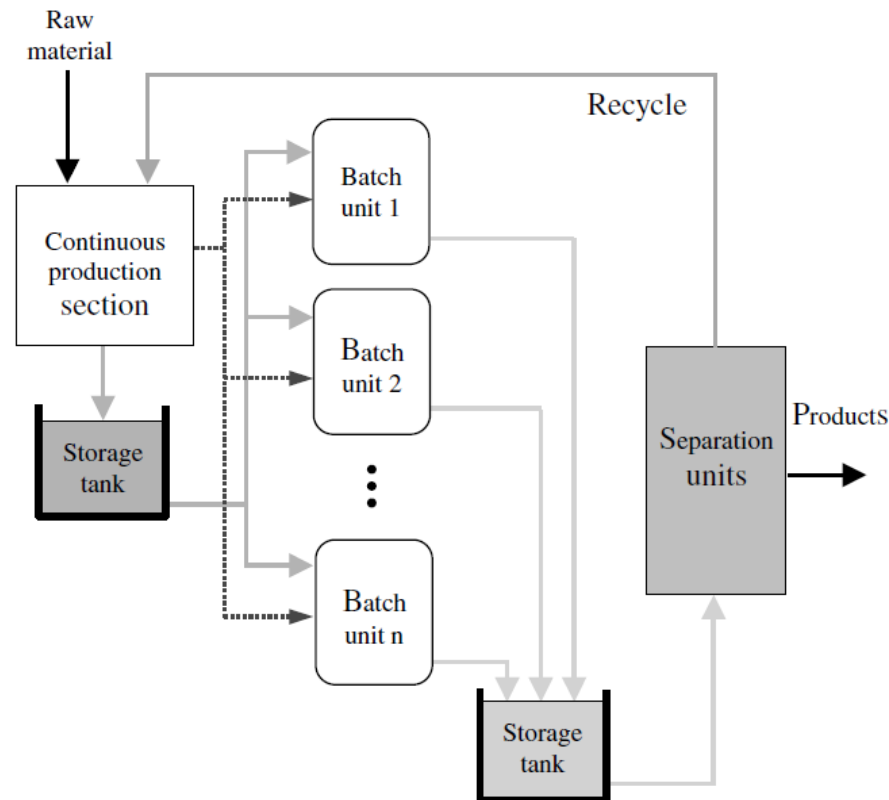 Raw
material
Recycle
Batch
unit 1
Continuous
production
section
Batch
unit 2
Products
Separation
units
Storage
tank
Batch
unit n
Storage
tank